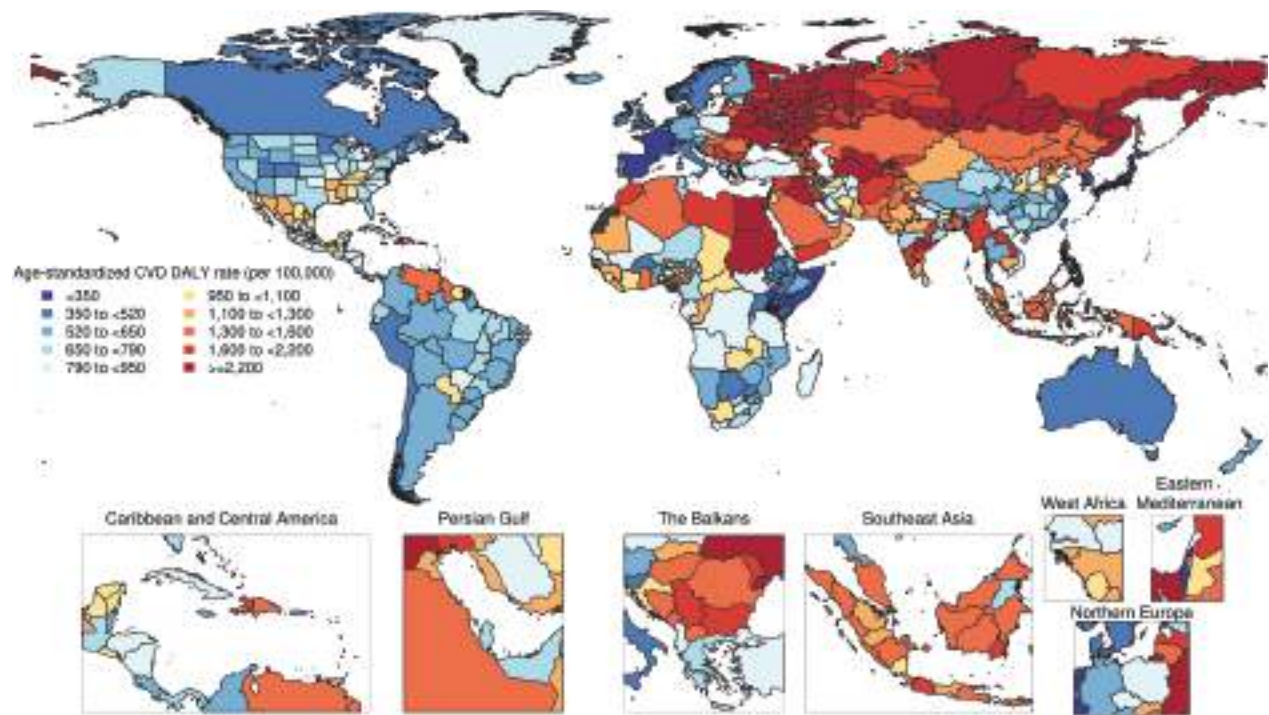 Age-standardized CVD DALY rate (per 100,000)
<350
350 to <520
520 to <650
650 to <790
790 to <950
950 to <1,100
1,100 to <1,300
1,300 to <1,600
1,600 to <2,200
>=2,200
Caribbean and Central America
Persian Gulf
The Balkans
Southeast Asia
West Africa
Eastern
Mediterranean
Northern Europe